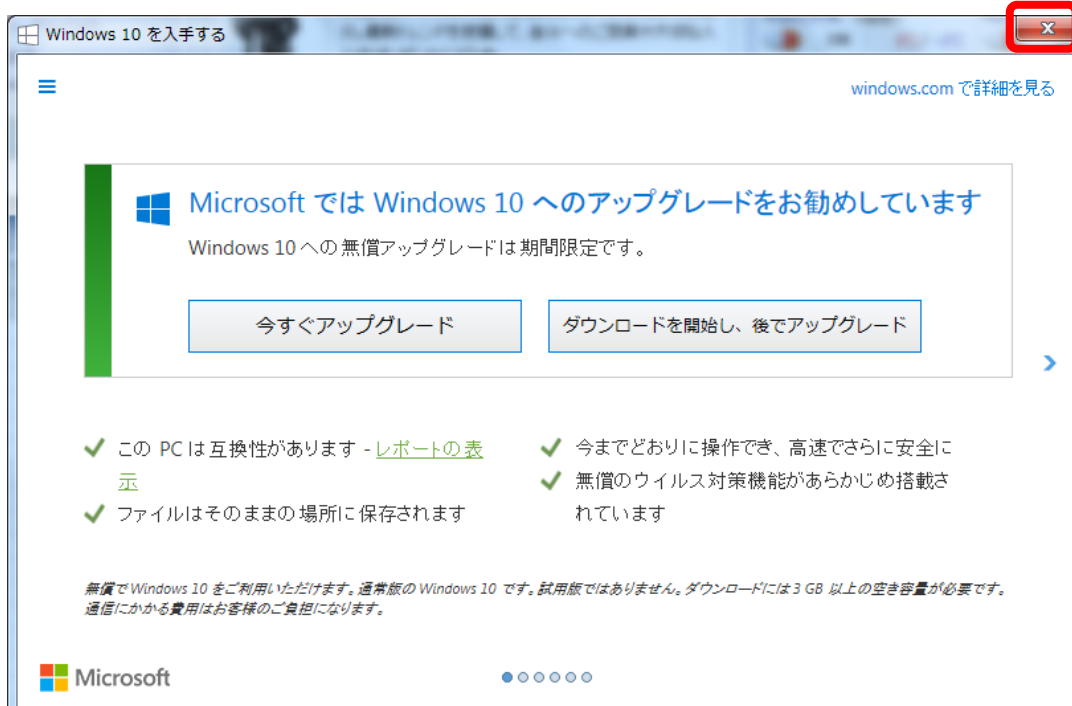 Windows 10 を入手する
x
windows.com で詳細を見る
Microsoft では Windows 10 へのアップグレードをお勧めしています
Windows 10 への無償アップグレードは期間限定です。
今すぐアップグレード
ダウンロードを開始し、後でアップグレード
この PC は互換性があります - レポートの表
示
ファイルはそのままの場所に保存されます
今までどおりに操作でき、高速でさらに安全に
無償のウイルス対策機能があらかじめ搭載さ
れています
無償で Windows 10 をご利用いただけます。通常版の Windows 10 です。試用版ではありません。ダウンロードには 3 GB 以上の空き容量が必要です。
通信にかかる費用はお客様のご負担になります。
Microsoft